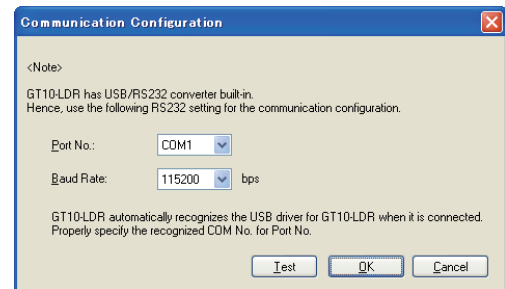 Communication Configuration
<Note>
GT10-LDR has USB/RS232 converter built-in.
Hence, use the following RS232 setting for the communication configuration.
Port No.: COM1
Baud Rate: 115200 bps
GT10-LDR automatically recognizes the USB driver for GT10-LDR when it is connected.
Properly specify the recognized COM No. for Port No.
Test OK Cancel